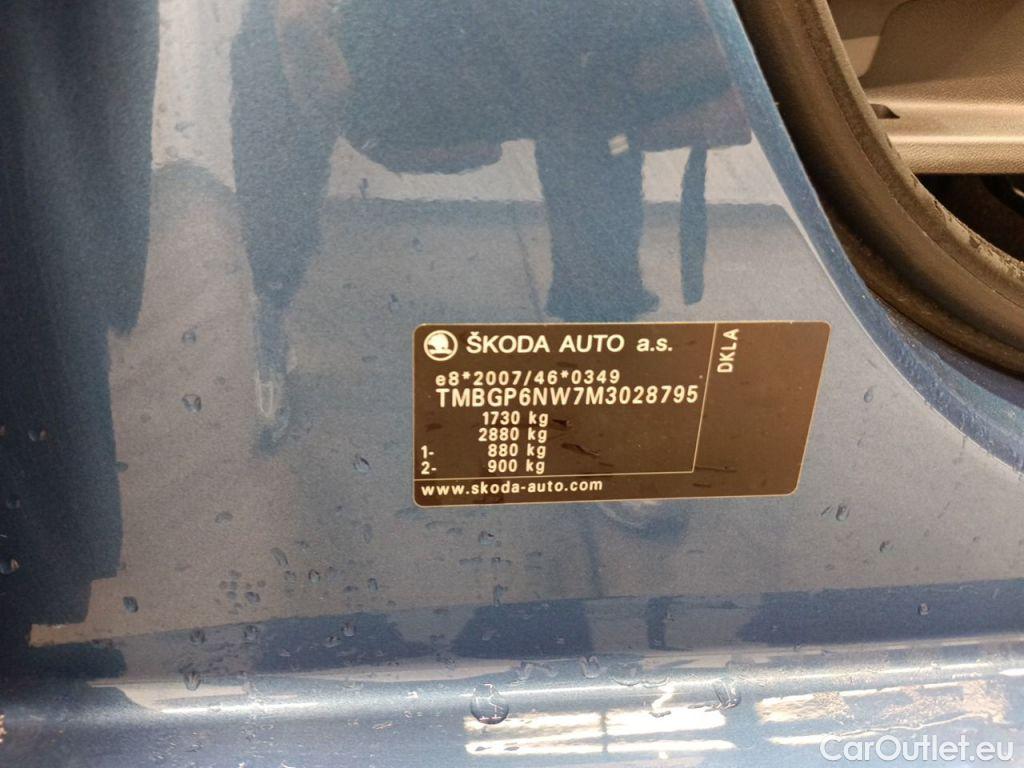 ŠKODA AUTO a.s.
e8*2007/46*0349
TMBGP6NW7M3028795
1730 kg
2880 kg
1- 880 kg
2- 900 kg
www.skoda-auto.com
DKLA
CarOutlet.eu